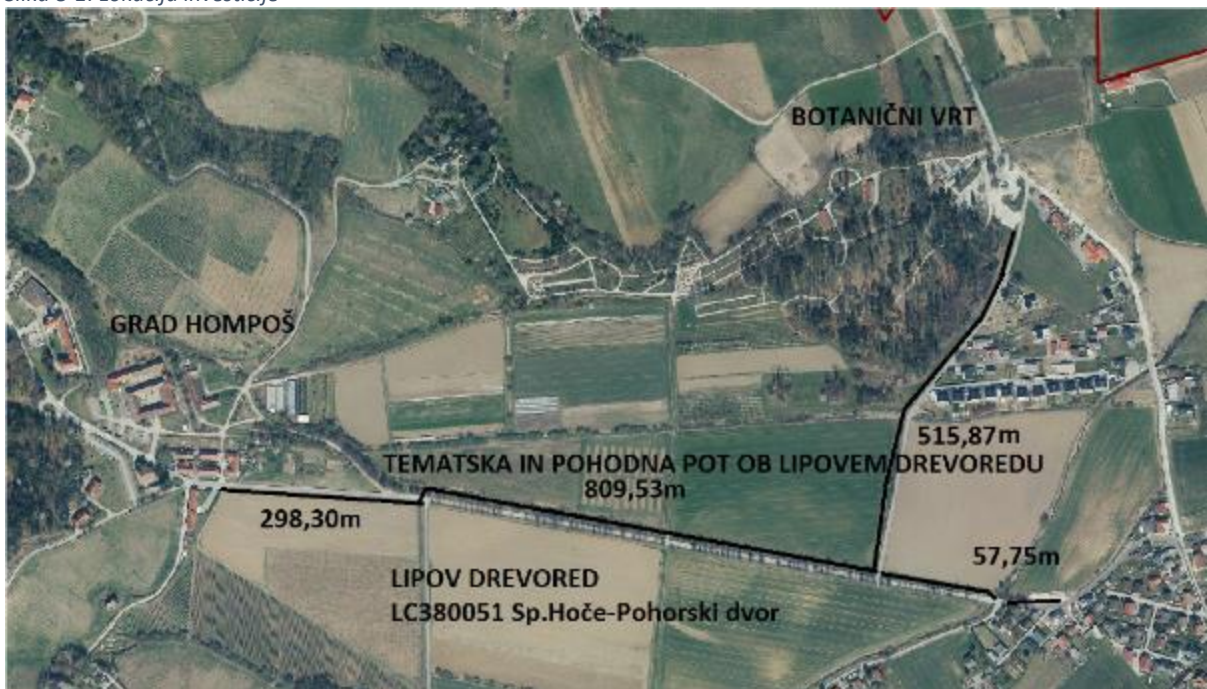 BOTANIČNI VRT
GRAD HOMPOŠ
515,87m
TEMATSKA IN POHODNA POT OB LIPOVEM DREVOREDU
809,53m
298,30m
57,75m
LIPOV DREVORED
LC380051 Sp.Hoče-Pohorski dvor